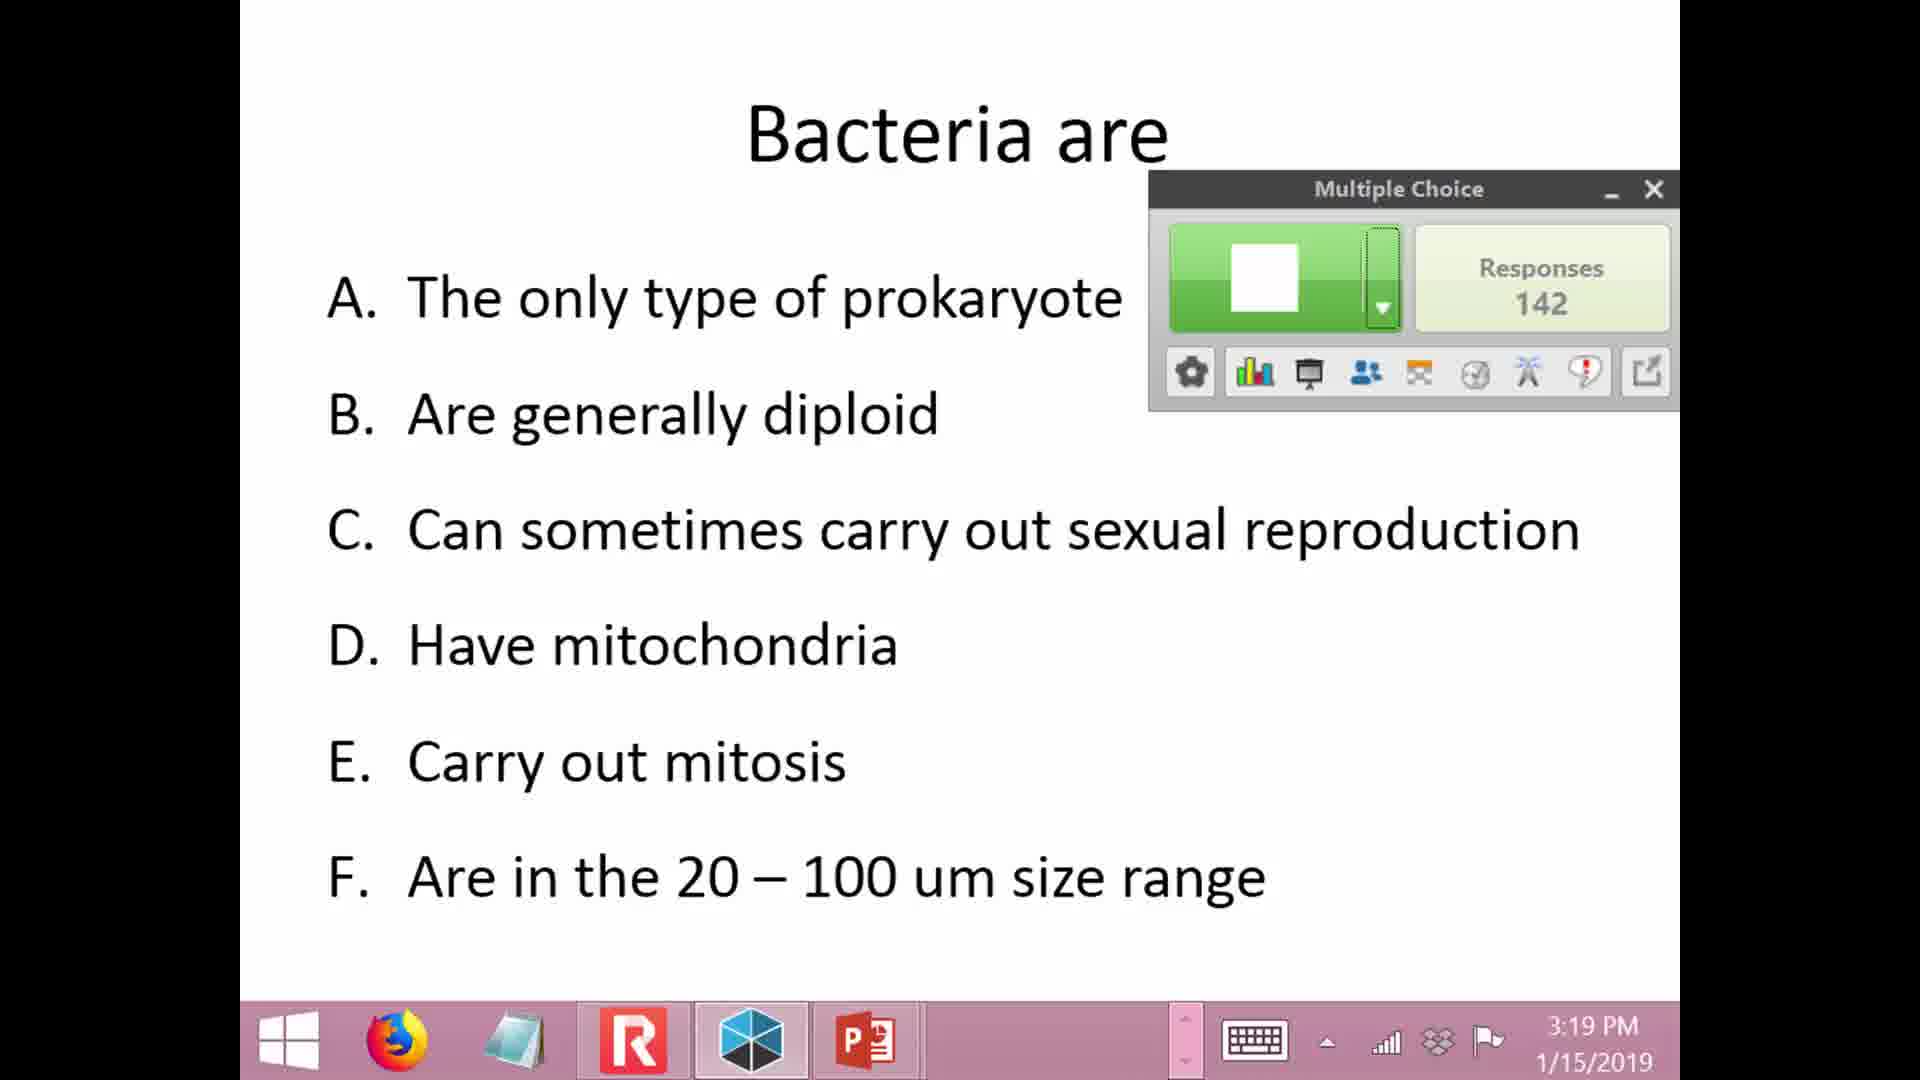 Bacteria are
Multiple Choice
Responses
142
A. The only type of prokaryote
B. Are generally diploid
C. Can sometimes carry out sexual reproduction
D. Have mitochondria
E. Carry out mitosis
F. Are in the 20 – 100 um size range
3:19 PM
1/15/2019